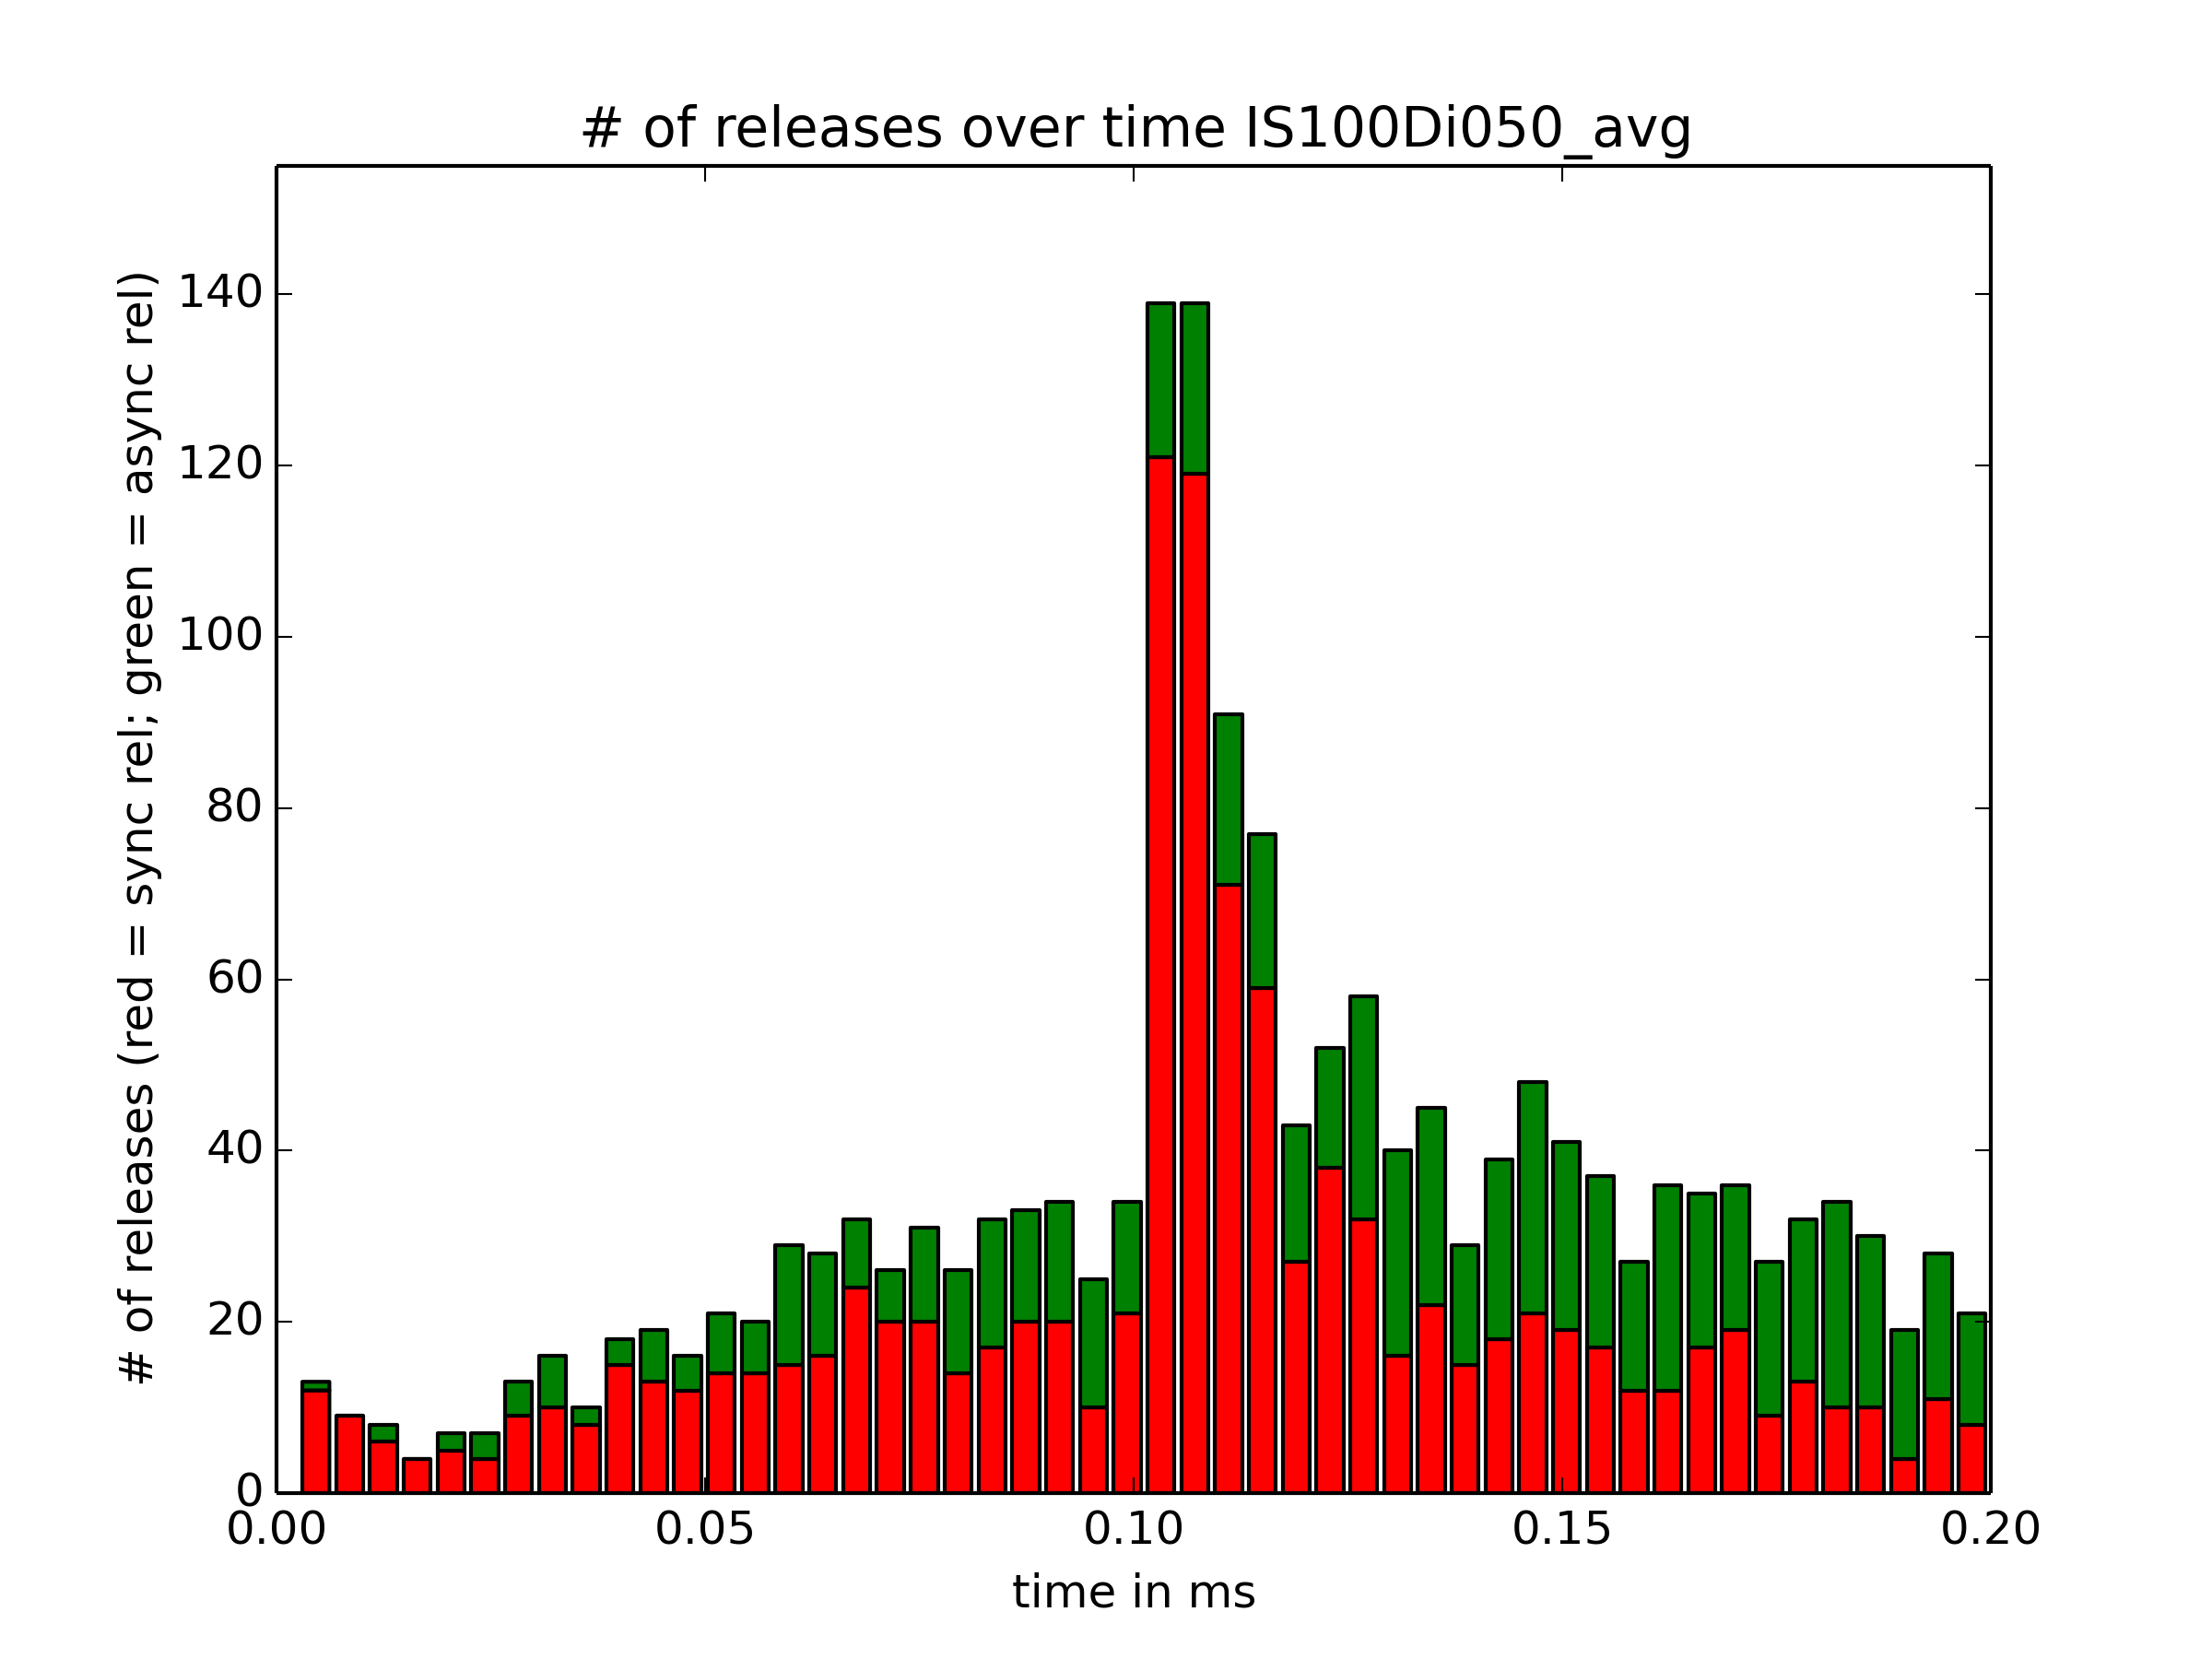 # of releases over time IS100Di050_avg
# of releases (red = sync rel; green = async rel)
140
120
100
80
60
40
20
0
0.00 0.05 0.10 0.15 0.20
time in ms